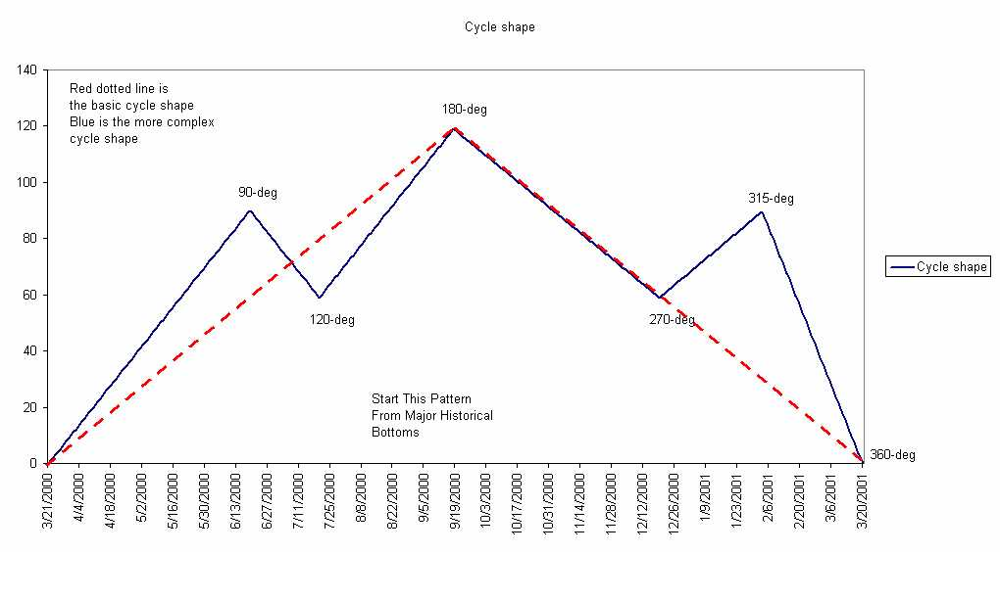 Cycle shape
140
120
100
80
60
40
20
0
Red dotted line is
the basic cycle shape
Blue is the more complex
cycle shape
90-deg
120-deg
180-deg
270-deg
315-deg
360-deg
Start This Pattern
From Major Historical
Bottoms
Cycle shape
3/21/2000
4/4/2000
4/18/2000
5/2/2000
5/16/2000
5/30/2000
6/13/2000
6/27/2000
7/11/2000
7/25/2000
8/8/2000
8/22/2000
9/5/2000
9/19/2000
10/3/2000
10/17/2000
10/31/2000
11/14/2000
11/28/2000
12/12/2000
12/26/2000
1/9/2001
1/23/2001
2/6/2001
2/20/2001
3/6/2001
3/20/2001